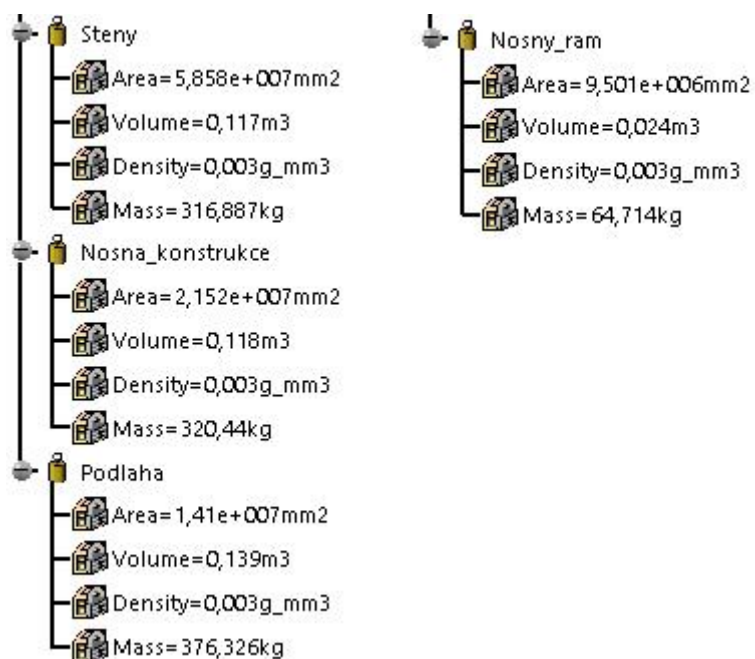 Steny
Area=5,858e+007mm2
Volume=0,117m3
Density=0,003g_mm3
Mass=316,887kg
Nosna_konstrukce
Area=2,152e+007mm2
Volume=0,118m3
Density=0,003g_mm3
Mass=320,44kg
Podlaha
Area=1,41e+007mm2
Volume=0,139m3
Density=0,003g_mm3
Mass=376,326kg
Nosny_ram
Area=9,501e+006mm2
Volume=0,024m3
Density=0,003g_mm3
Mass=64,714kg